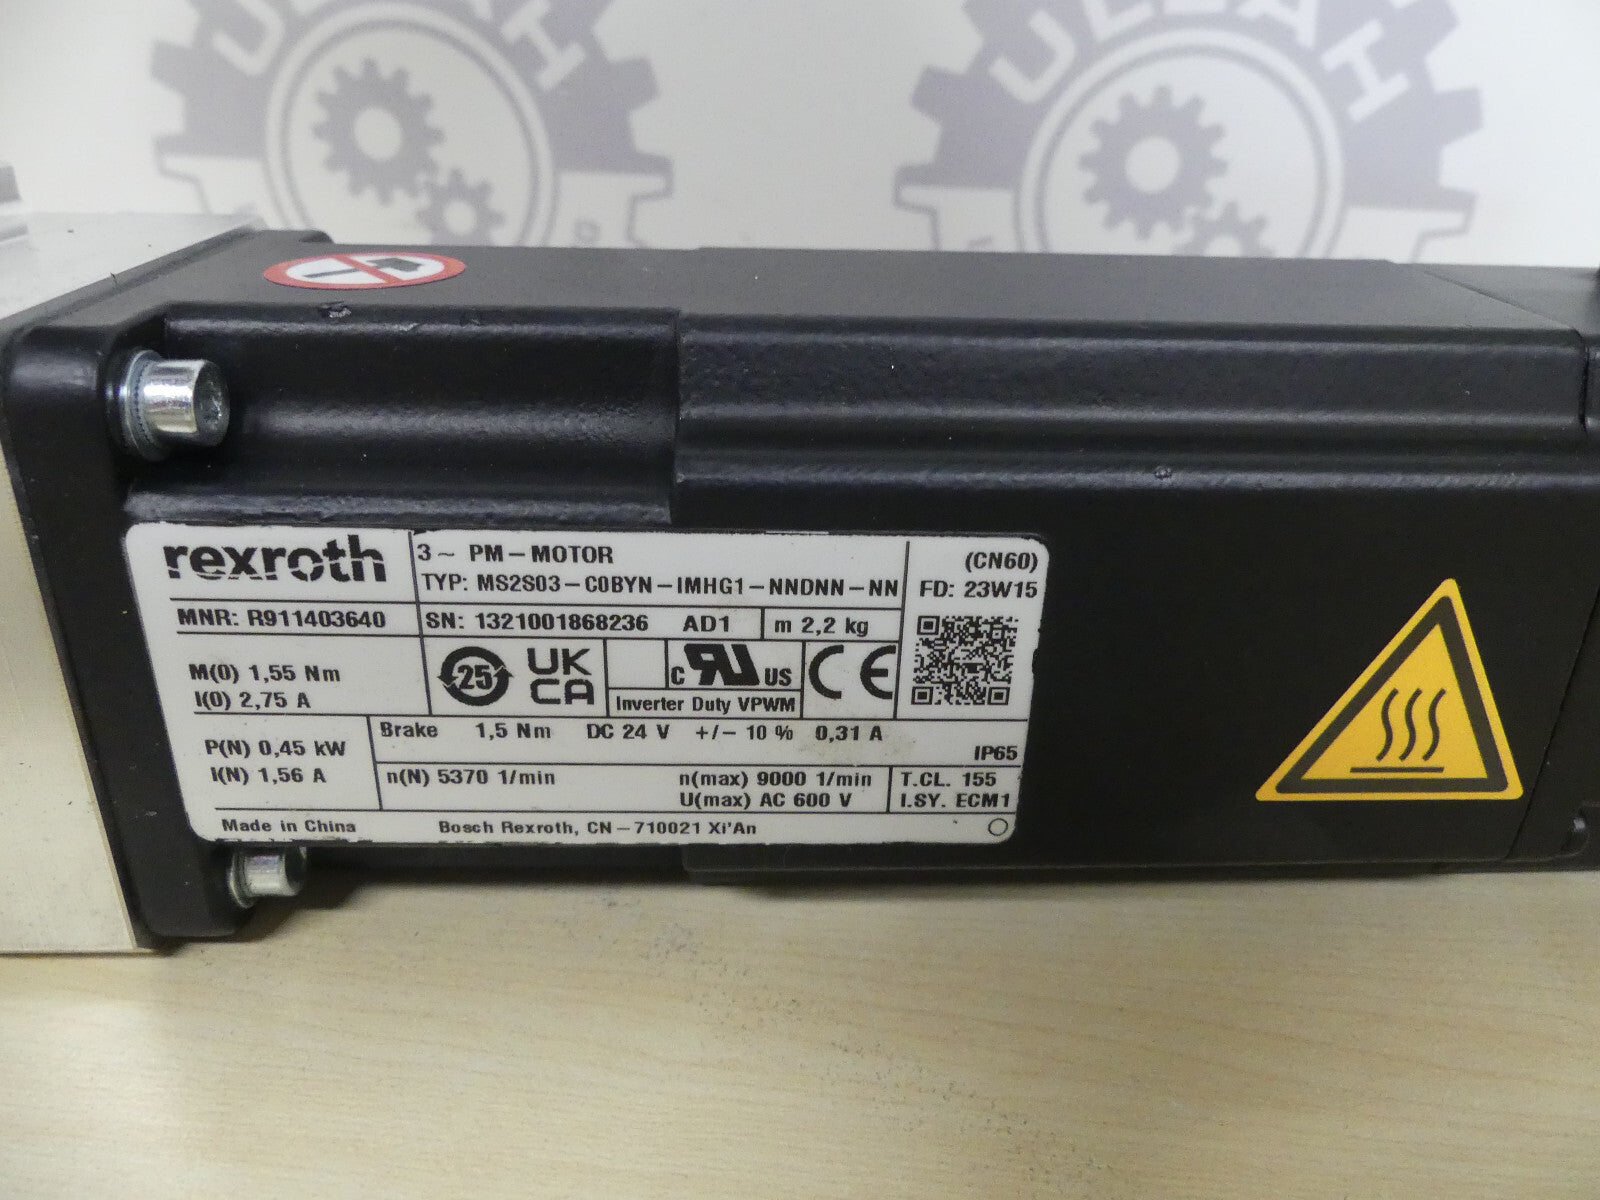 ULLAH
ULLAH
rexroth
3~ PM-MOTOR
TYP: MS2S03-C0BYN-IMHG1-NNDNN-NN
(CN60)
FD: 23W15
MNR: R911403640
SN: 1321001868236 AD1
m 2,2 kg
M(0) 1,55 Nm
I(0) 2,75 A
25
UK
CA
c RU US
Inverter Duty VPWM
CE
P(N) 0,45 kW
I(N) 1,56 A
Brake 1,5 Nm DC 24 V +/- 10 % 0,31 A
IP65
n(N) 5370 1/min
n(max) 9000 1/min
U(max) AC 600 V
T.CL. 155
I.SY. ECM1
Made in China
Bosch Rexroth, CN-710021 Xi'An